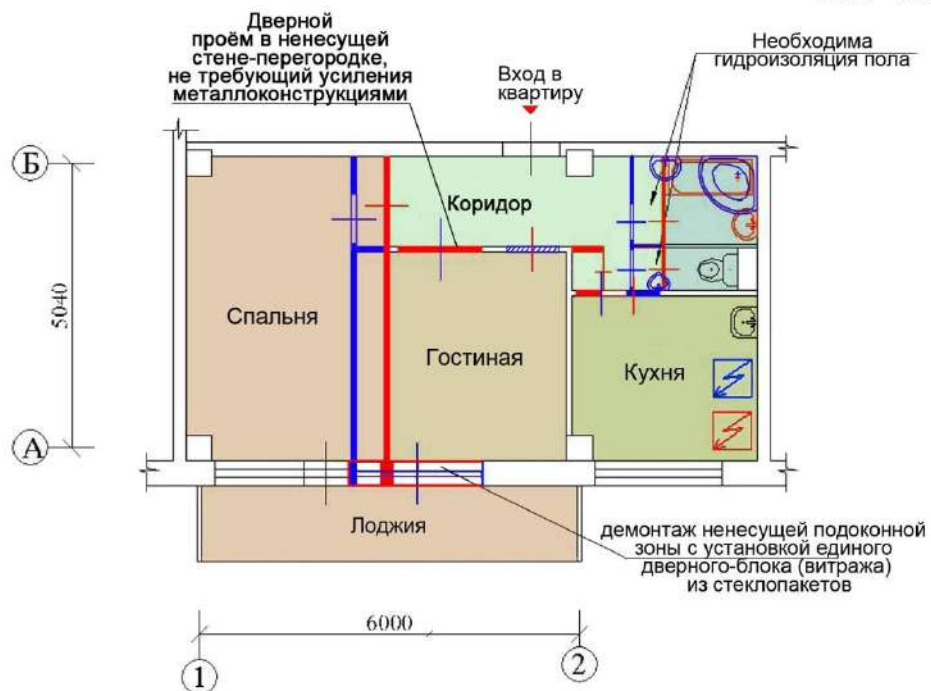 Дверной
проём в ненесущей
стене-перегородке,
не требующий усиления
металлоконструкциями
Вход в
квартиру
Необходима
гидроизоляция пола
Б
Коридор
5040
Спальня
Гостиная
Кухня
А
Лоджия
демонтаж ненесущей подоконной
зоны с установкой единого
дверного-блока (витража)
из стеклопакетов
6000
1
2